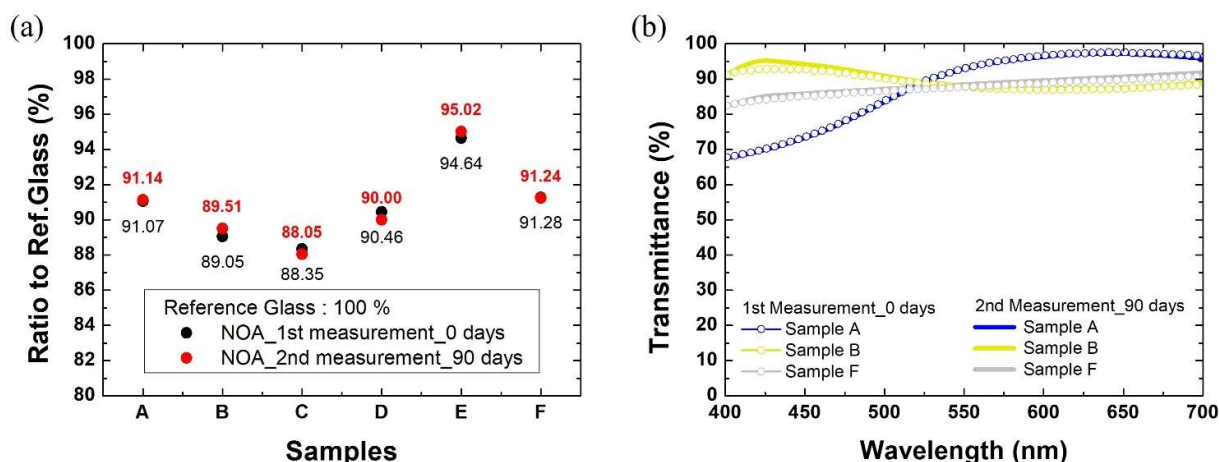 (a)
100
98
96
94
92
90
88
86
84
82
80
Ratio to Ref.Glass (%)
91.14
91.07
89.51
89.05
88.05
88.35
90.00
90.46
95.02
94.64
91.24
91.28
Reference Glass : 100 %
NOA_1st measurement_0 days
NOA_2nd measurement_90 days
A B C D E F
Samples
(b)
100
90
80
70
60
50
40
30
20
10
0
Transmittance (%)
1st Measurement_0 days
Sample A
Sample B
Sample F
2nd Measurement_90 days
Sample A
Sample B
Sample F
400 450 500 550 600 650 700
Wavelength (nm)